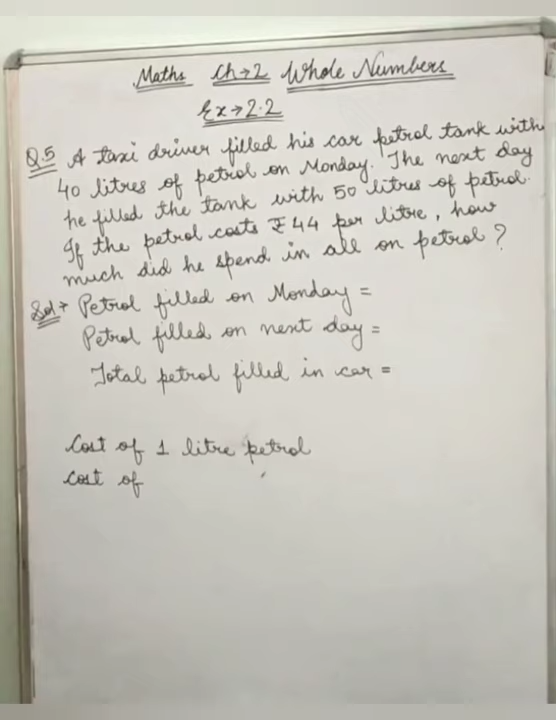 Maths Ch→2 Whole Numbers
Ex→2.2
Q.5 A taxi driver filled his car petrol tank with
40 litres of petrol on Monday. The next day
he filled the tank with 50 litres of petrol.
If the petrol costs ₹44 per litre, how
much did he spend in all on petrol?
Sol→ Petrol filled on Monday =
Petrol filled on next day =
Total petrol filled in car =
Cost of 1 litre petrol
Cost of